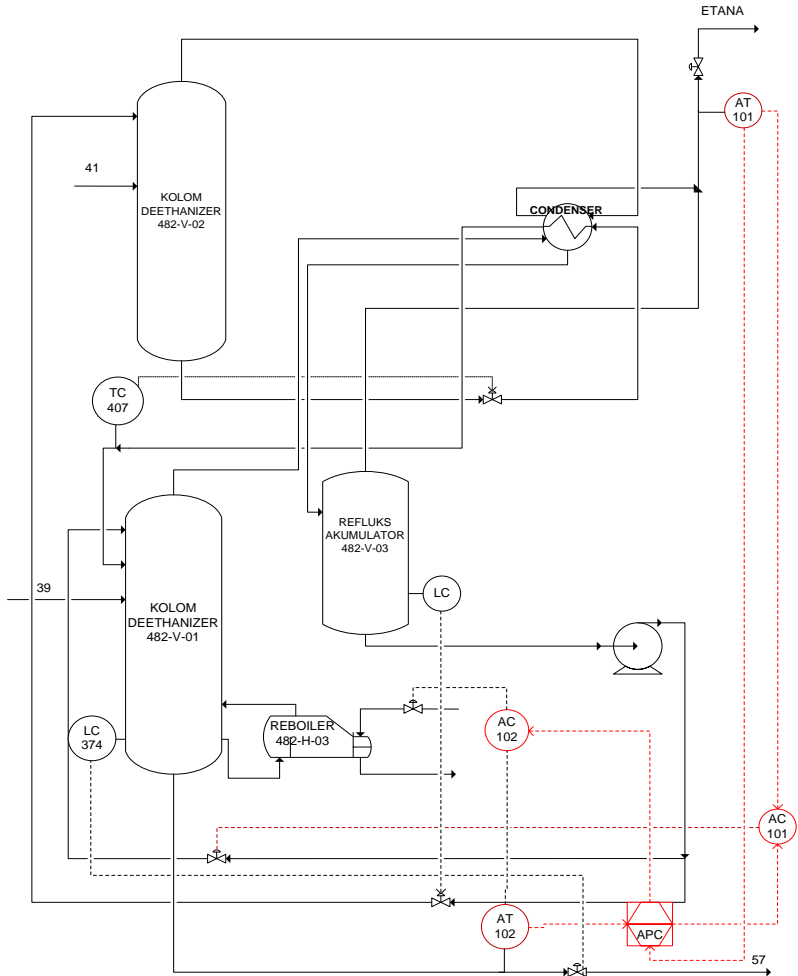 ETANA
AT
101
41
KOLOM
DEETHANIZER
482-V-02
CONDENSER
TC
407
REFLUKS
AKUMULATOR
482-V-03
39
KOLOM
DEETHANIZER
482-V-01
LC
LC
374
REBOILER
482-H-03
AC
102
AC
101
AT
102
APC
57